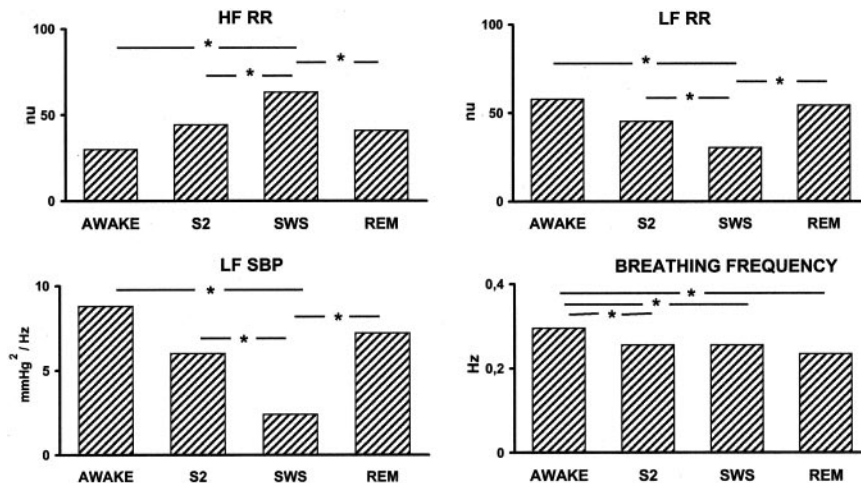 HF RR
100
50
0
nu
*
*
*
AWAKE S2 SWS REM
LF RR
100
50
0
nu
*
*
*
AWAKE S2 SWS REM
LF SBP
10
5
0
mmHg² / Hz
*
*
*
AWAKE S2 SWS REM
BREATHING FREQUENCY
0,4
0,2
0
Hz
*
*
*
AWAKE S2 SWS REM